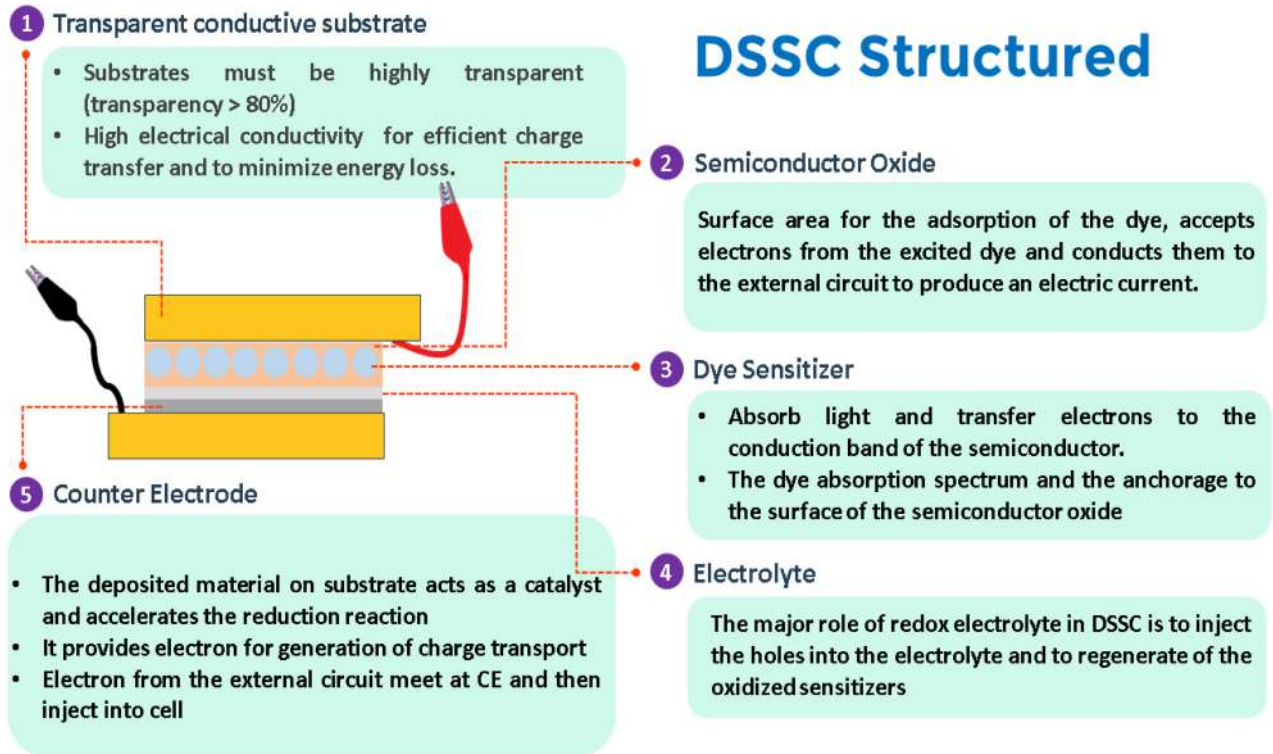 1 Transparent conductive substrate
• Substrates must be highly transparent
(transparency > 80%)
• High electrical conductivity for efficient charge
transfer and to minimize energy loss.
DSSC Structured
2 Semiconductor Oxide
Surface area for the adsorption of the dye, accepts
electrons from the excited dye and conducts them to
the external circuit to produce an electric current.
3 Dye Sensitizer
• Absorb light and transfer electrons to the
conduction band of the semiconductor.
• The dye absorption spectrum and the anchorage to
the surface of the semiconductor oxide
4 Electrolyte
The major role of redox electrolyte in DSSC is to inject
the holes into the electrolyte and to regenerate of the
oxidized sensitizers
5 Counter Electrode
• The deposited material on substrate acts as a catalyst
and accelerates the reduction reaction
• It provides electron for generation of charge transport
• Electron from the external circuit meet at CE and then
inject into cell